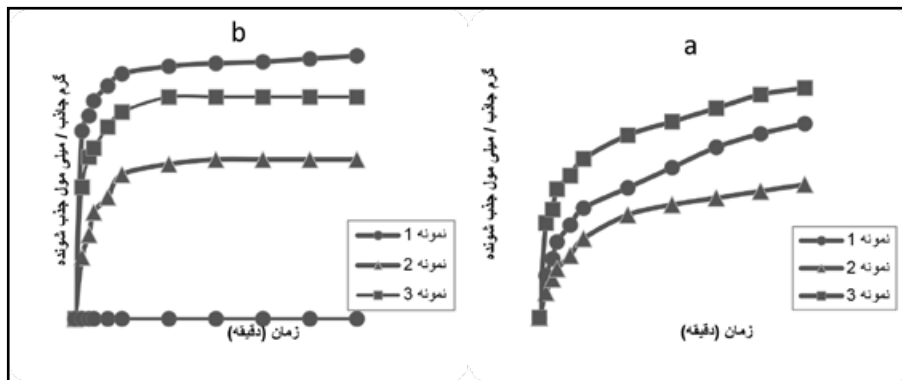 b
گرم جاذب / میلی مول جذب شونده
نمونه 1
نمونه 2
نمونه 3
زمان (دقیقه)
a
گرم جاذب / میلی مول جذب شونده
نمونه 1
نمونه 2
نمونه 3
زمان (دقیقه)